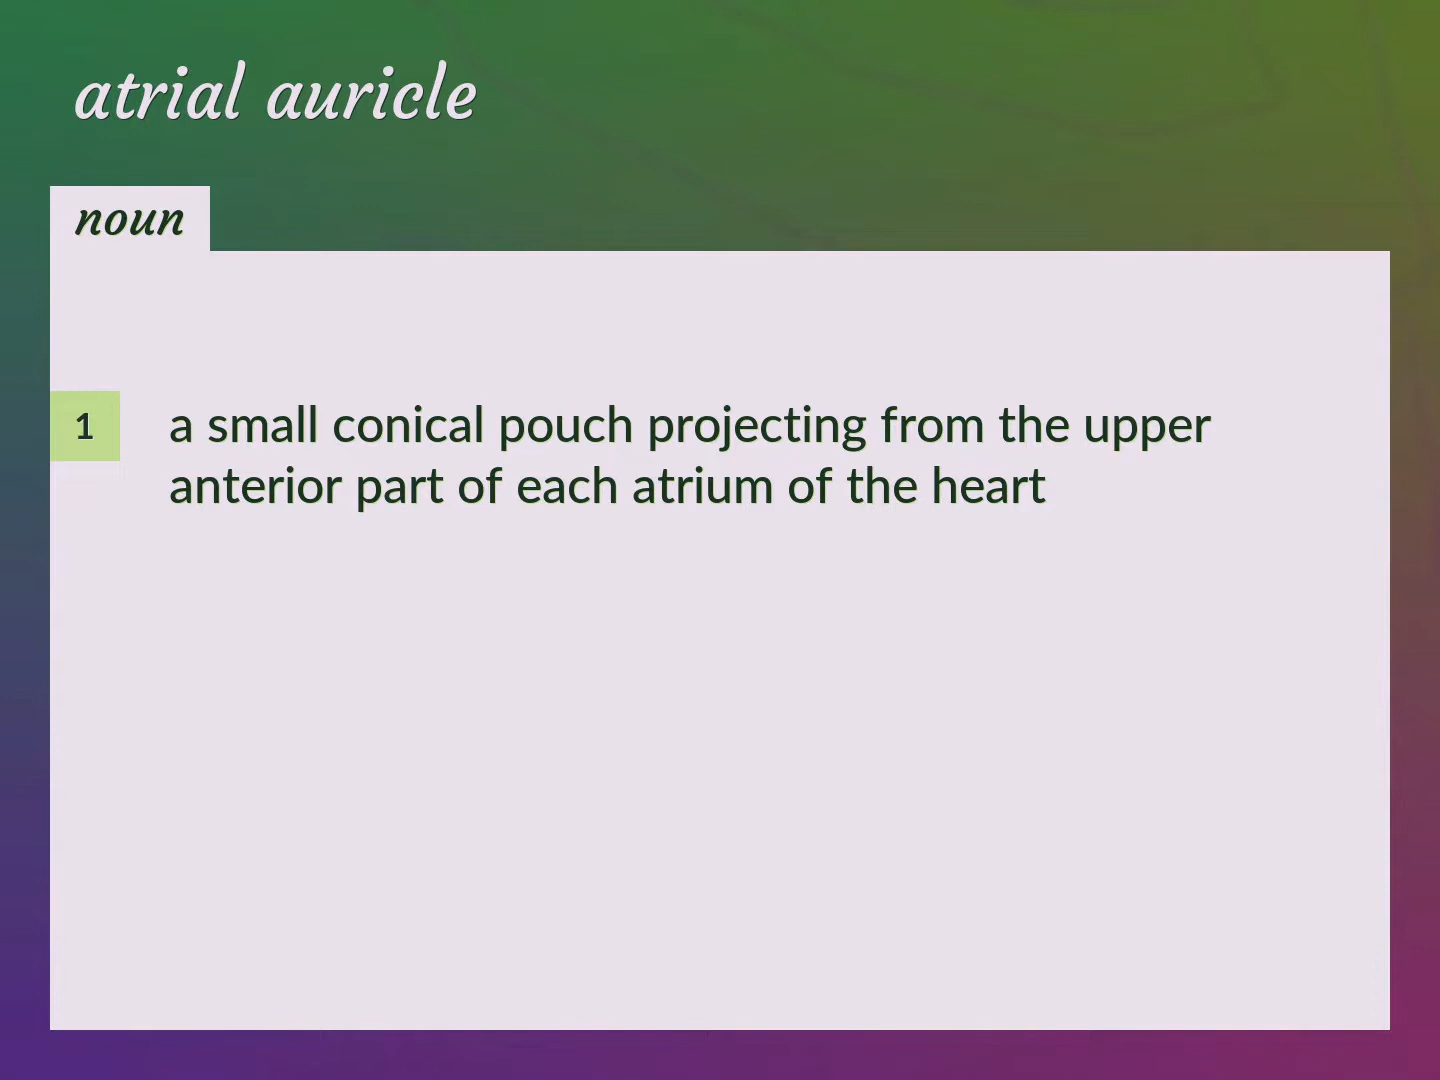 atrial auricle
noun
1 a small conical pouch projecting from the upper
anterior part of each atrium of the heart